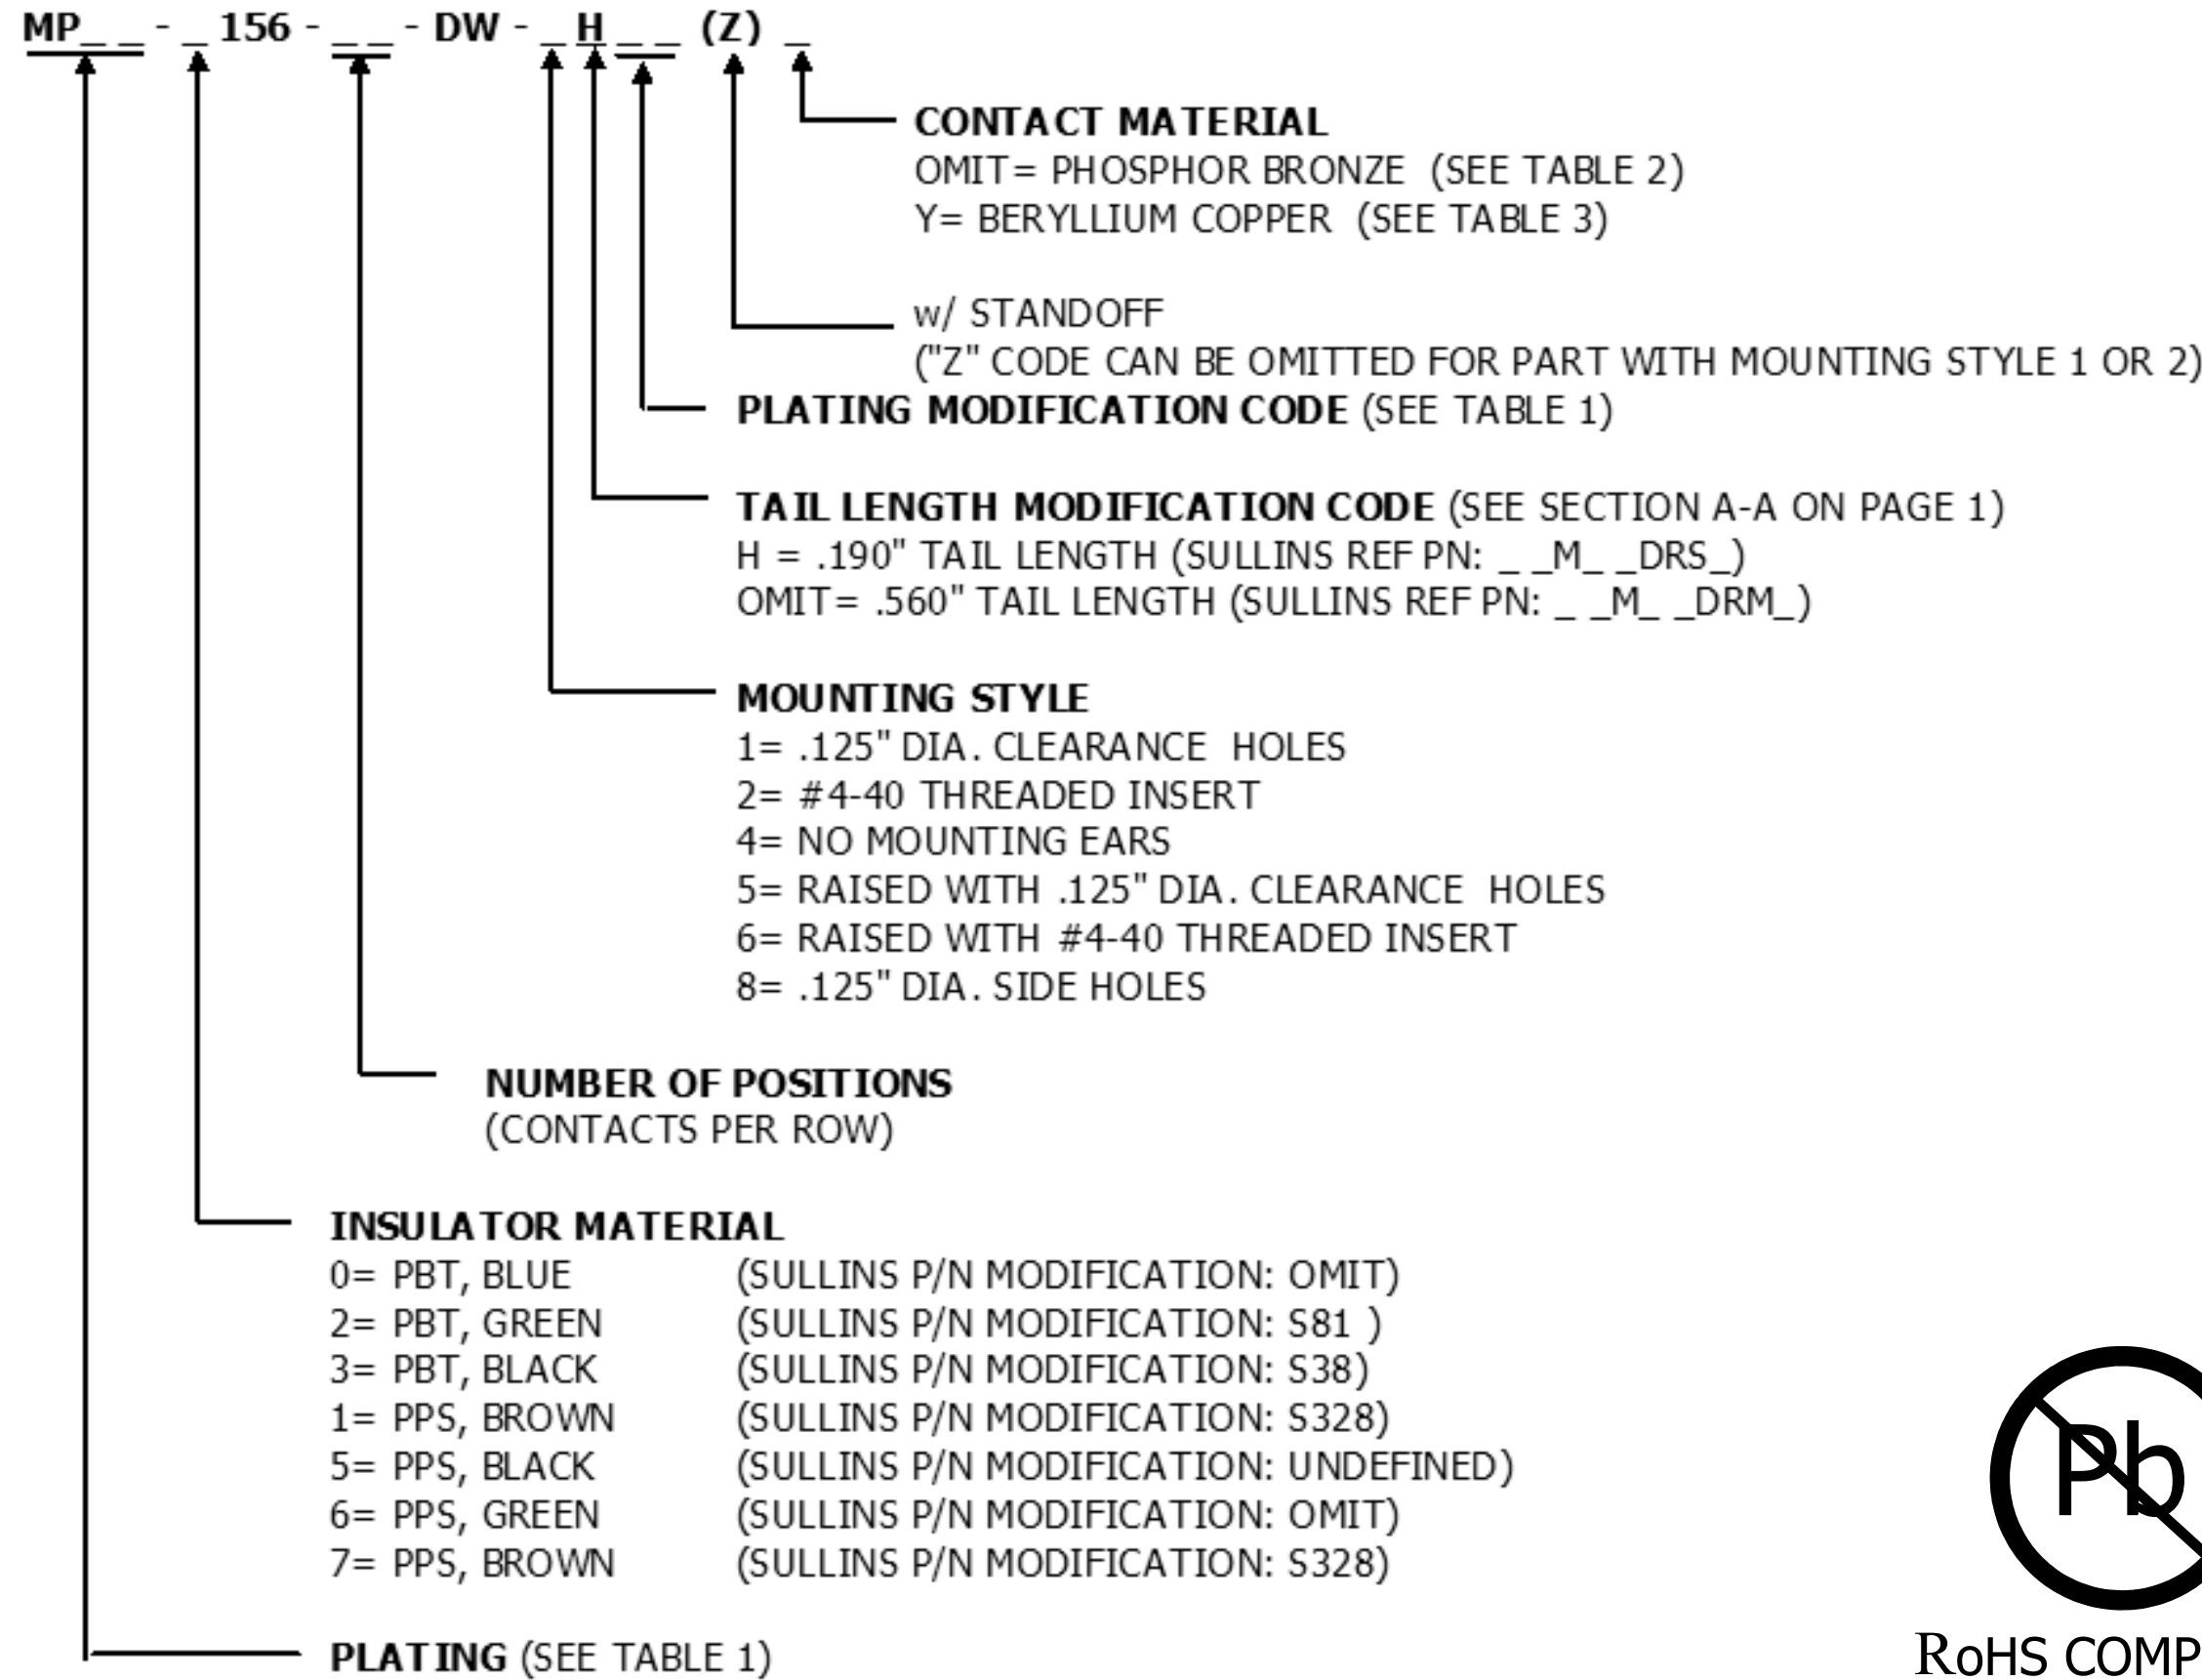 MP_ _ - _ 156 - _ _ - DW - _ H _ _ (Z) _
CONTACT MATERIAL
OMIT= PHOSPHOR BRONZE (SEE TABLE 2)
Y= BERYLLIUM COPPER (SEE TABLE 3)
w/ STANDOFF
("Z" CODE CAN BE OMITTED FOR PART WITH MOUNTING STYLE 1 OR 2)
PLATING MODIFICATION CODE (SEE TABLE 1)
TAIL LENGTH MODIFICATION CODE (SEE SECTION A-A ON PAGE 1)
H = .190" TAIL LENGTH (SULLINS REF PN: _ _M_ _DRS_)
OMIT= .560" TAIL LENGTH (SULLINS REF PN: _ _M_ _DRM_)
MOUNTING STYLE
1= .125" DIA. CLEARANCE HOLES
2= #4-40 THREADED INSERT
4= NO MOUNTING EARS
5= RAISED WITH .125" DIA. CLEARANCE HOLES
6= RAISED WITH #4-40 THREADED INSERT
8= .125" DIA. SIDE HOLES
NUMBER OF POSITIONS
(CONTACTS PER ROW)
INSULATOR MATERIAL
0= PBT, BLUE (SULLINS P/N MODIFICATION: OMIT)
2= PBT, GREEN (SULLINS P/N MODIFICATION: S81 )
3= PBT, BLACK (SULLINS P/N MODIFICATION: S38)
1= PPS, BROWN (SULLINS P/N MODIFICATION: S328)
5= PPS, BLACK (SULLINS P/N MODIFICATION: UNDEFINED)
6= PPS, GREEN (SULLINS P/N MODIFICATION: OMIT)
7= PPS, BROWN (SULLINS P/N MODIFICATION: S328)
Pb
PLATING (SEE TABLE 1)
RoHS COMP